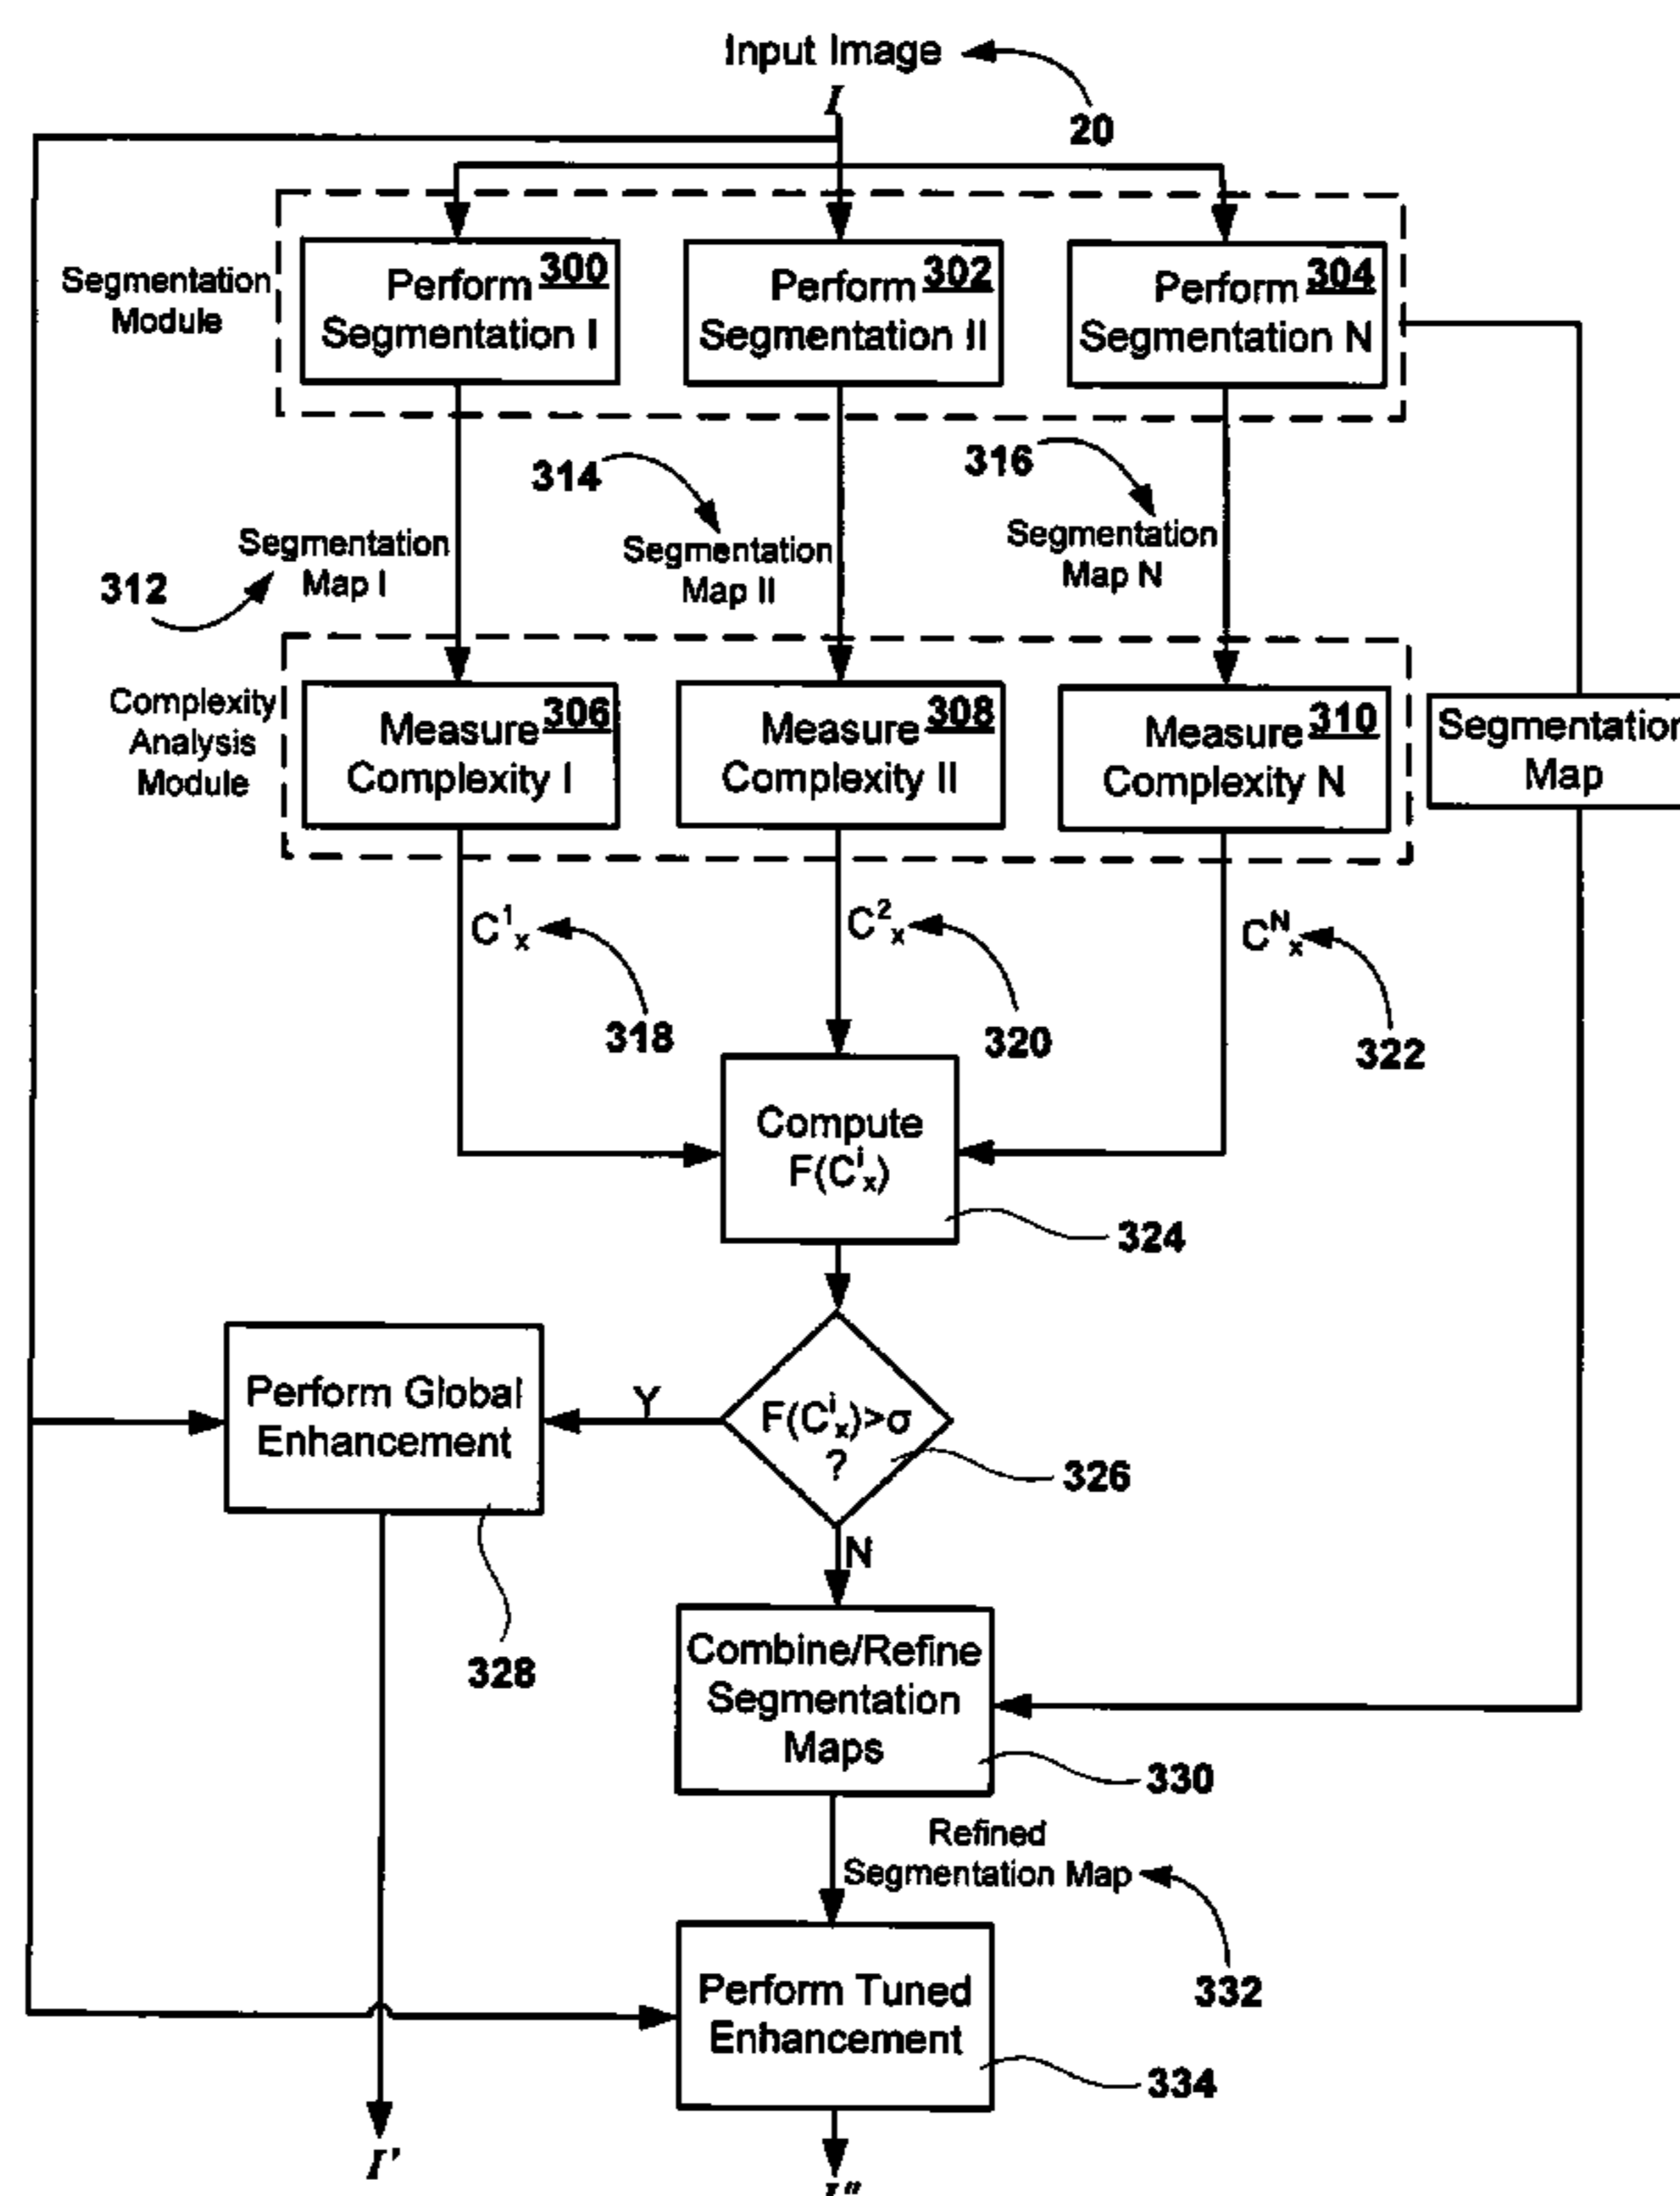 Input Image
I
20
Segmentation
Module
Perform 300
Segmentation I
Perform 302
Segmentation II
Perform 304
Segmentation N
312
Segmentation
Map I
314
Segmentation
Map II
316
Segmentation
Map N
Complexity
Analysis
Module
Measure 306
Complexity I
Measure 308
Complexity II
Measure 310
Complexity N
Segmentation
Map
C¹ₓ
318
C²ₓ
320
Cᴺₓ
322
Compute
F(Cⁱₓ)
324
Perform Global
Enhancement
328
Y
F(Cⁱₓ)>σ
?
326
N
Combine/Refine
Segmentation
Maps
330
Refined
Segmentation Map
332
Perform Tuned
Enhancement
334
I'
I"